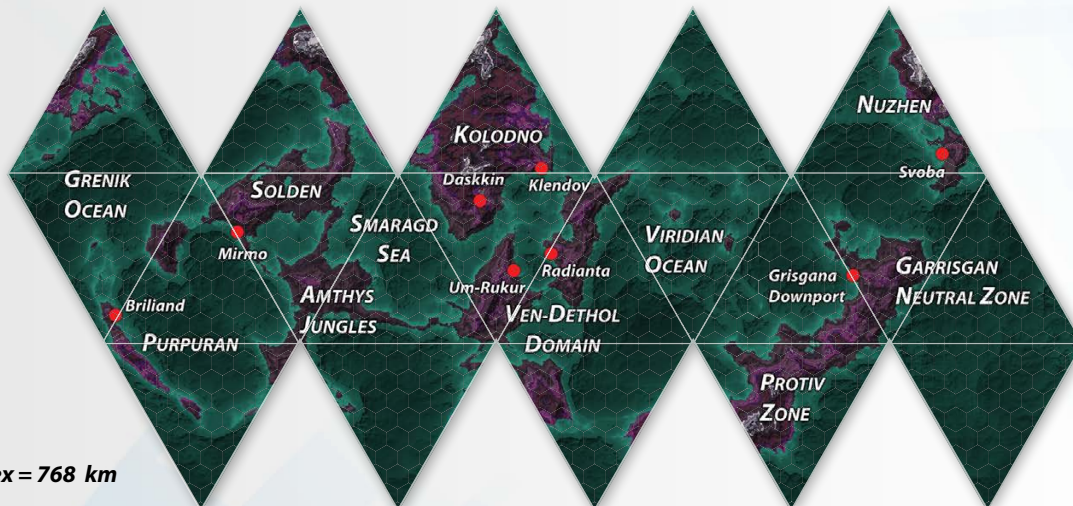 NUZHEN
KOLODNO
Svoba
GRENIK
OCEAN
SOLDEN
Daskkin
Klendov
SMARAGD
SEA
Mirmo
VIRIDIAN
OCEAN
Radianta
Um-Rukur
Grisgana
Downport
GARRISGAN
NEUTRAL ZONE
AMTHYS
JUNGLES
Briliand
VEN-DETHOL
DOMAIN
PURPURAN
PROTIV
ZONE
ex = 768 km